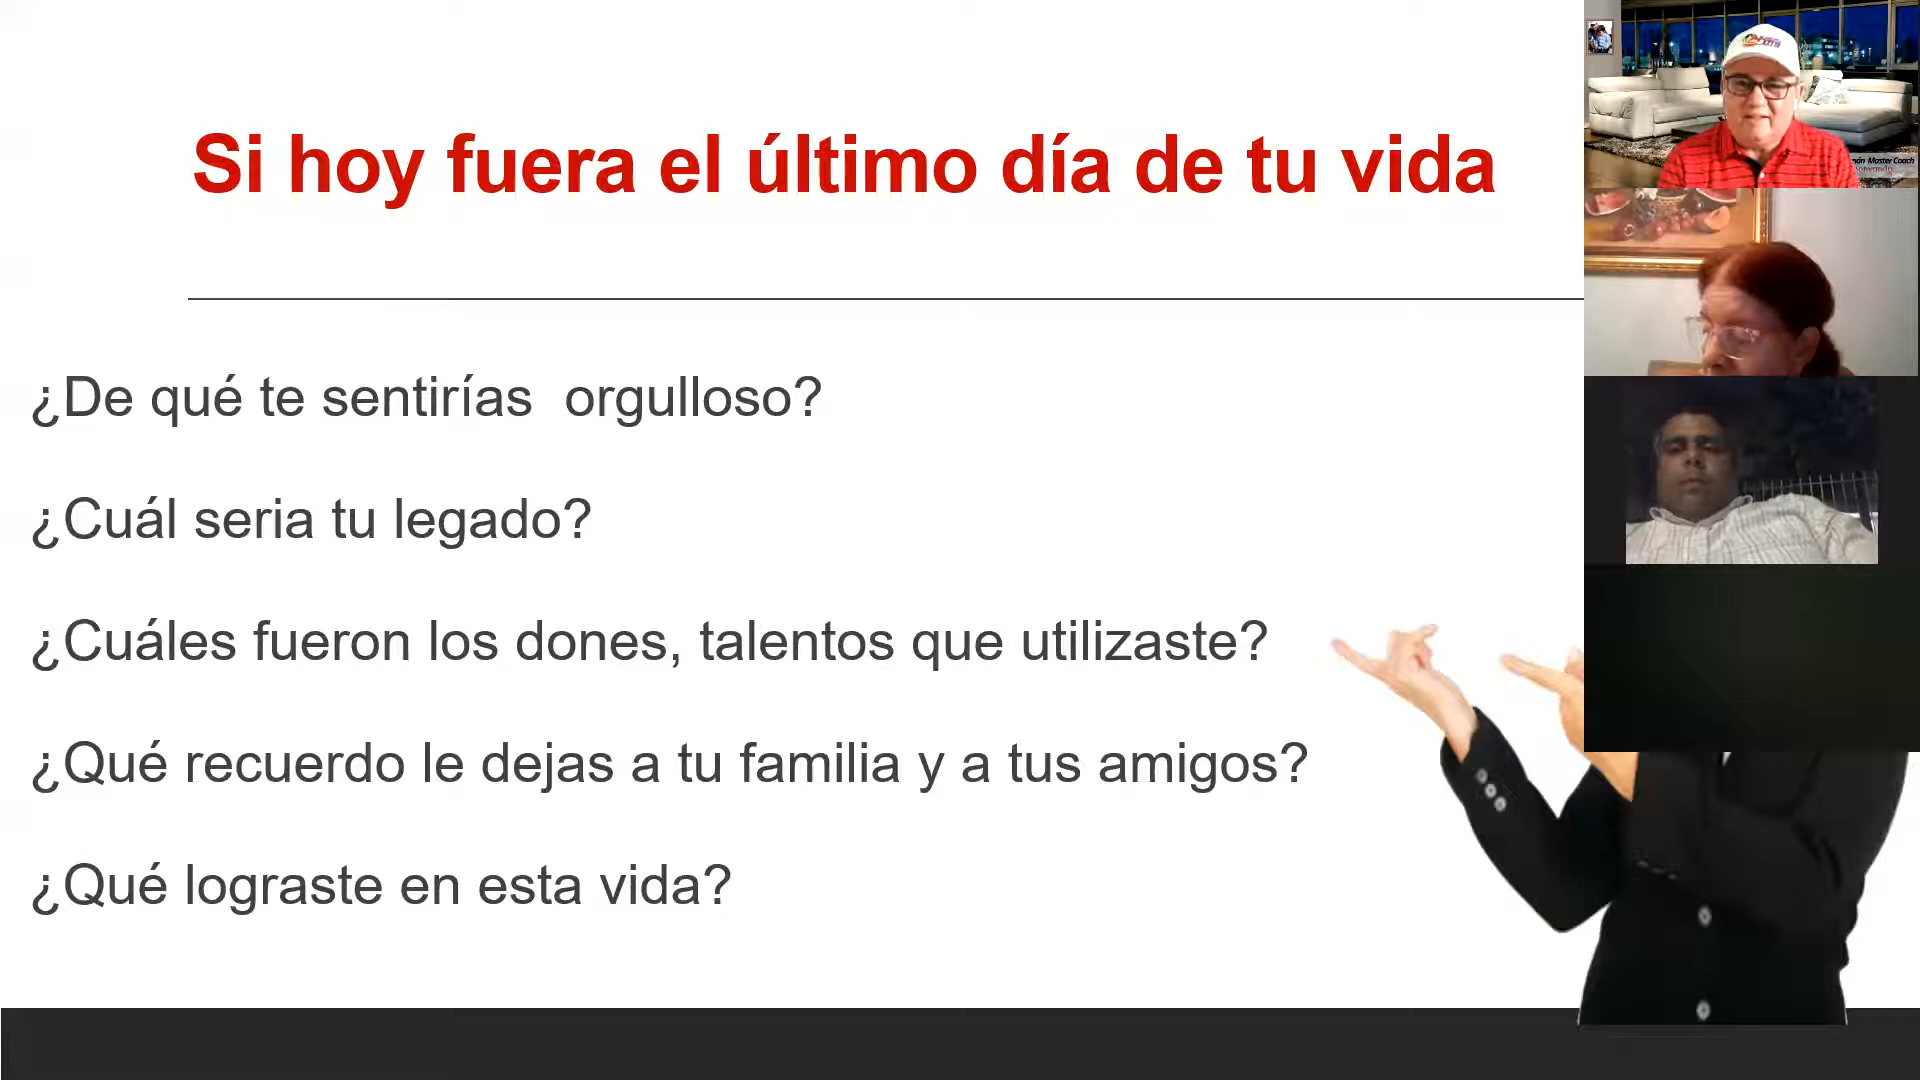 Si hoy fuera el último día de tu vida
¿De qué te sentirías  orgulloso?
¿Cuál seria tu legado?
¿Cuáles fueron los dones, talentos que utilizaste?
¿Qué recuerdo le dejas a tu familia y a tus amigos?
¿Qué lograste en esta vida?
Master Coach